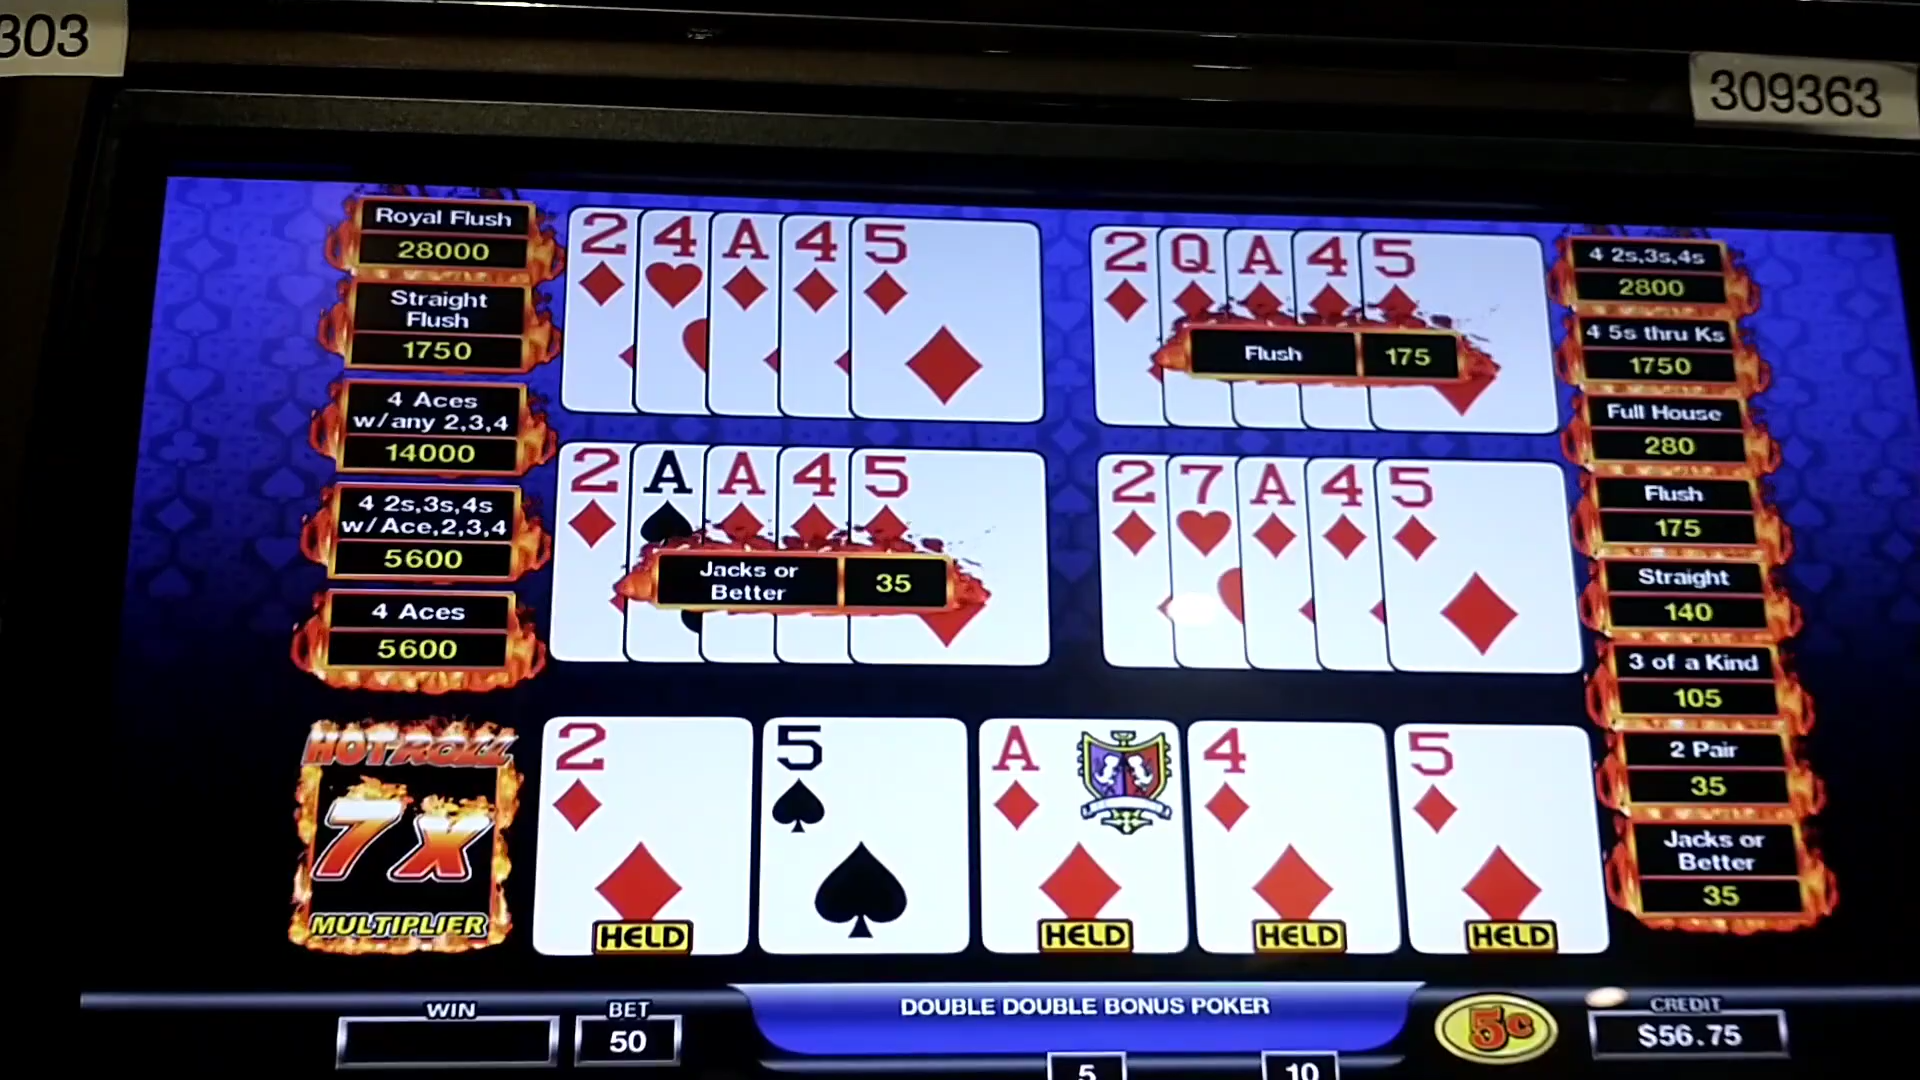 303
309363
Royal Flush
28000
Straight
Flush
1750
4 Aces
w/any 2,3,4
14000
4 2s,3s,4s
w/Ace,2,3,4
5600
4 Aces
5600
2 4 A 4 5
2 Q A 4 5
Flush 175
2 A A 4 5
Jacks or
Better
35
2 7 A 4 5
4 2s,3s,4s
2800
4 5s thru Ks
1750
Full House
280
Flush
175
Straight
140
3 of a Kind
105
2 Pair
35
Jacks or
Better
35
HOT ROLL
7x
MULTIPLIER
2 5 A 4 5
HELD HELD HELD HELD
WIN
BET
50
DOUBLE DOUBLE BONUS POKER
5¢
CREDIT
$56.75
5 10